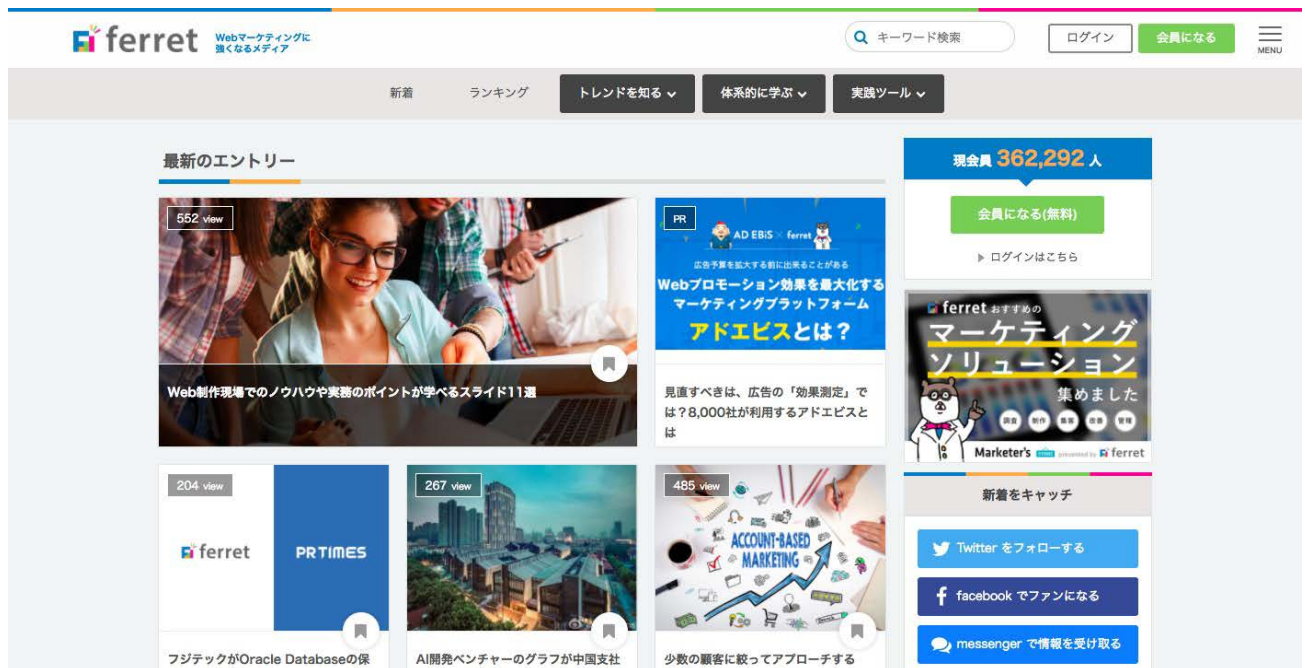 ferret
Webマーケティングに
強くなるメディア
キーワード検索
ログイン
会員になる
MENU
新着
ランキング
トレンドを知る
体系的に学ぶ
実践ツール
最新のエントリー
552 view
Web制作現場でのノウハウや実務のポイントが学べるスライド11選
PR
AD EBiS × ferret
広告予算を拡大する前に出来ることがある
Webプロモーション効果を最大化する
マーケティングプラットフォーム
アドエビスとは？
見直すべきは、広告の「効果測定」で
は？8,000社が利用するアドエビスと
は
204 view
ferret
PRTIMES
フジテックがOracle Databaseの保
267 view
AI開発ベンチャーのグラフが中国支社
485 view
ACCOUNT-BASED
MARKETING
少数の顧客に絞ってアプローチする
現会員 362,292 人
会員になる(無料)
ログインはこちら
ferret おすすめの
マーケティング
ソリューション
集めました
調査 制作 集客 改善 管理
Marketer's presented by ferret
新着をキャッチ
Twitter をフォローする
facebook でファンになる
messenger で情報を受け取る